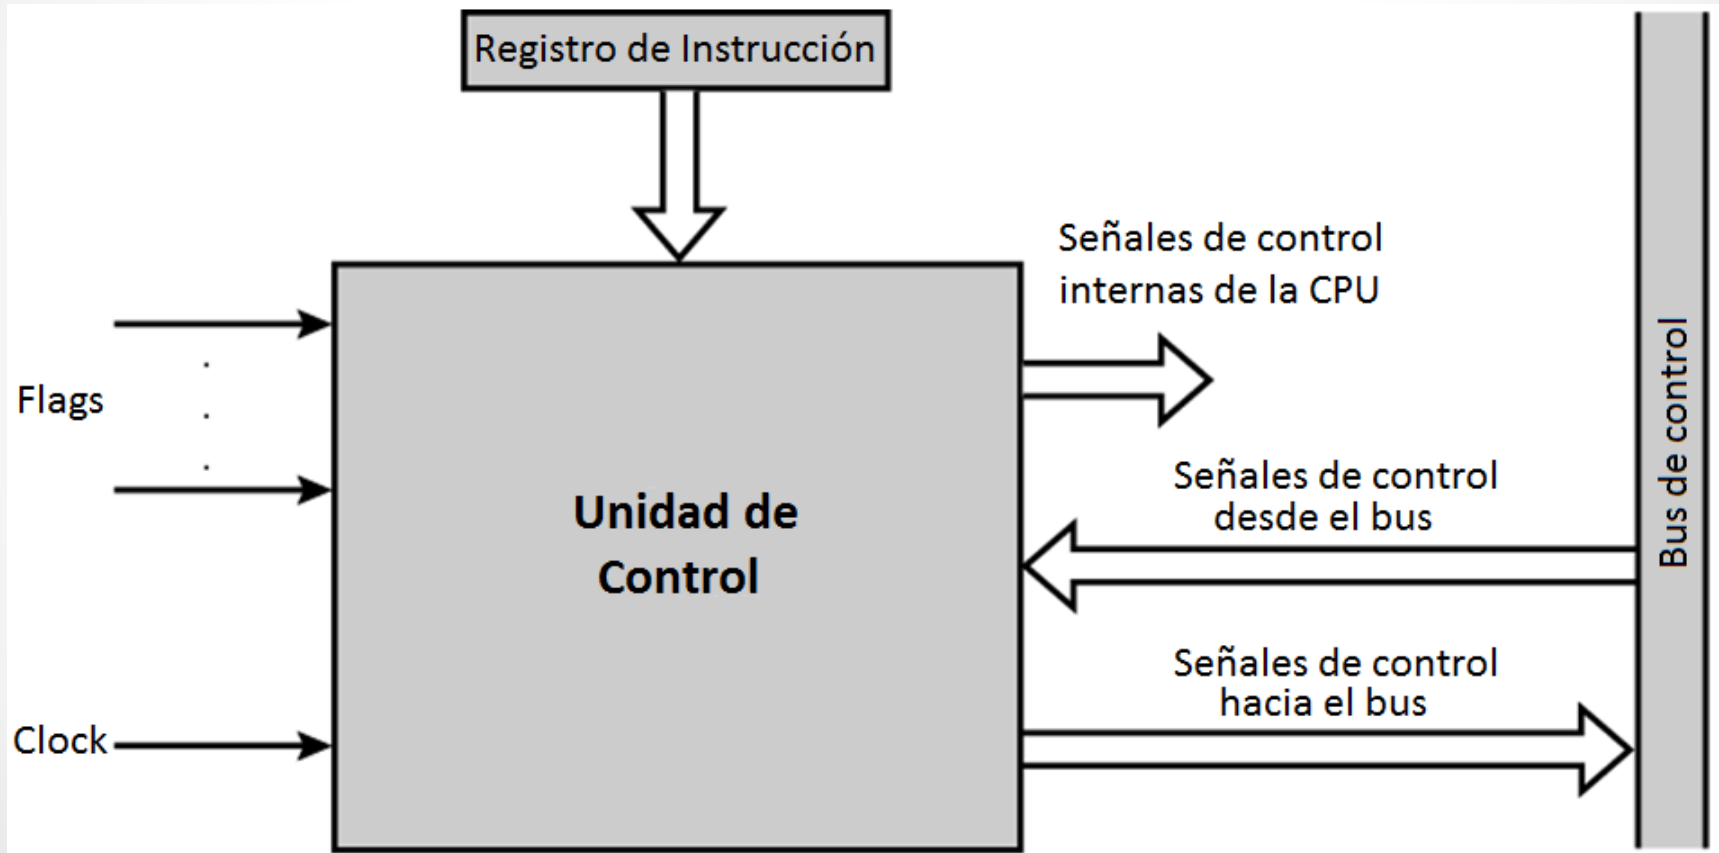 Registro de Instrucción
Señales de control
internas de la CPU
Flags
Señales de control
desde el bus
Unidad de
Control
Señales de control
hacia el bus
Clock
Bus de control